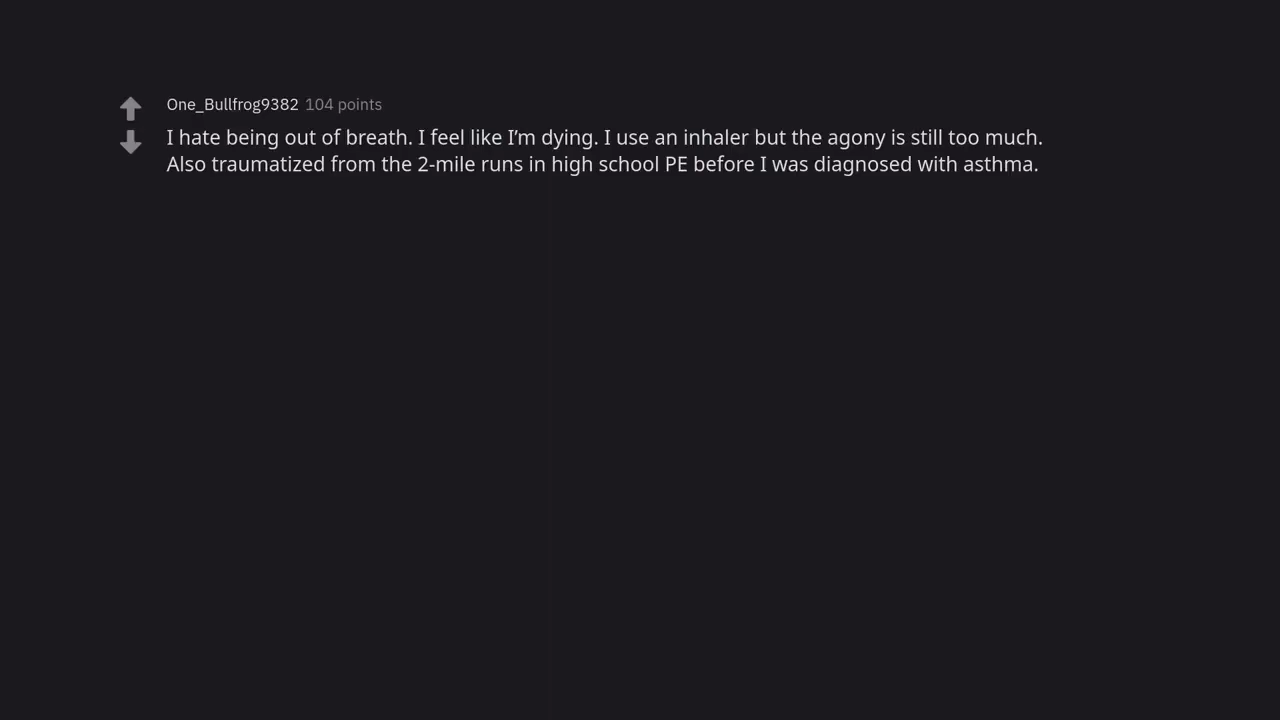 One_Bullfrog9382 104 points
I hate being out of breath. I feel like I’m dying. I use an inhaler but the agony is still too much.
Also traumatized from the 2-mile runs in high school PE before I was diagnosed with asthma.